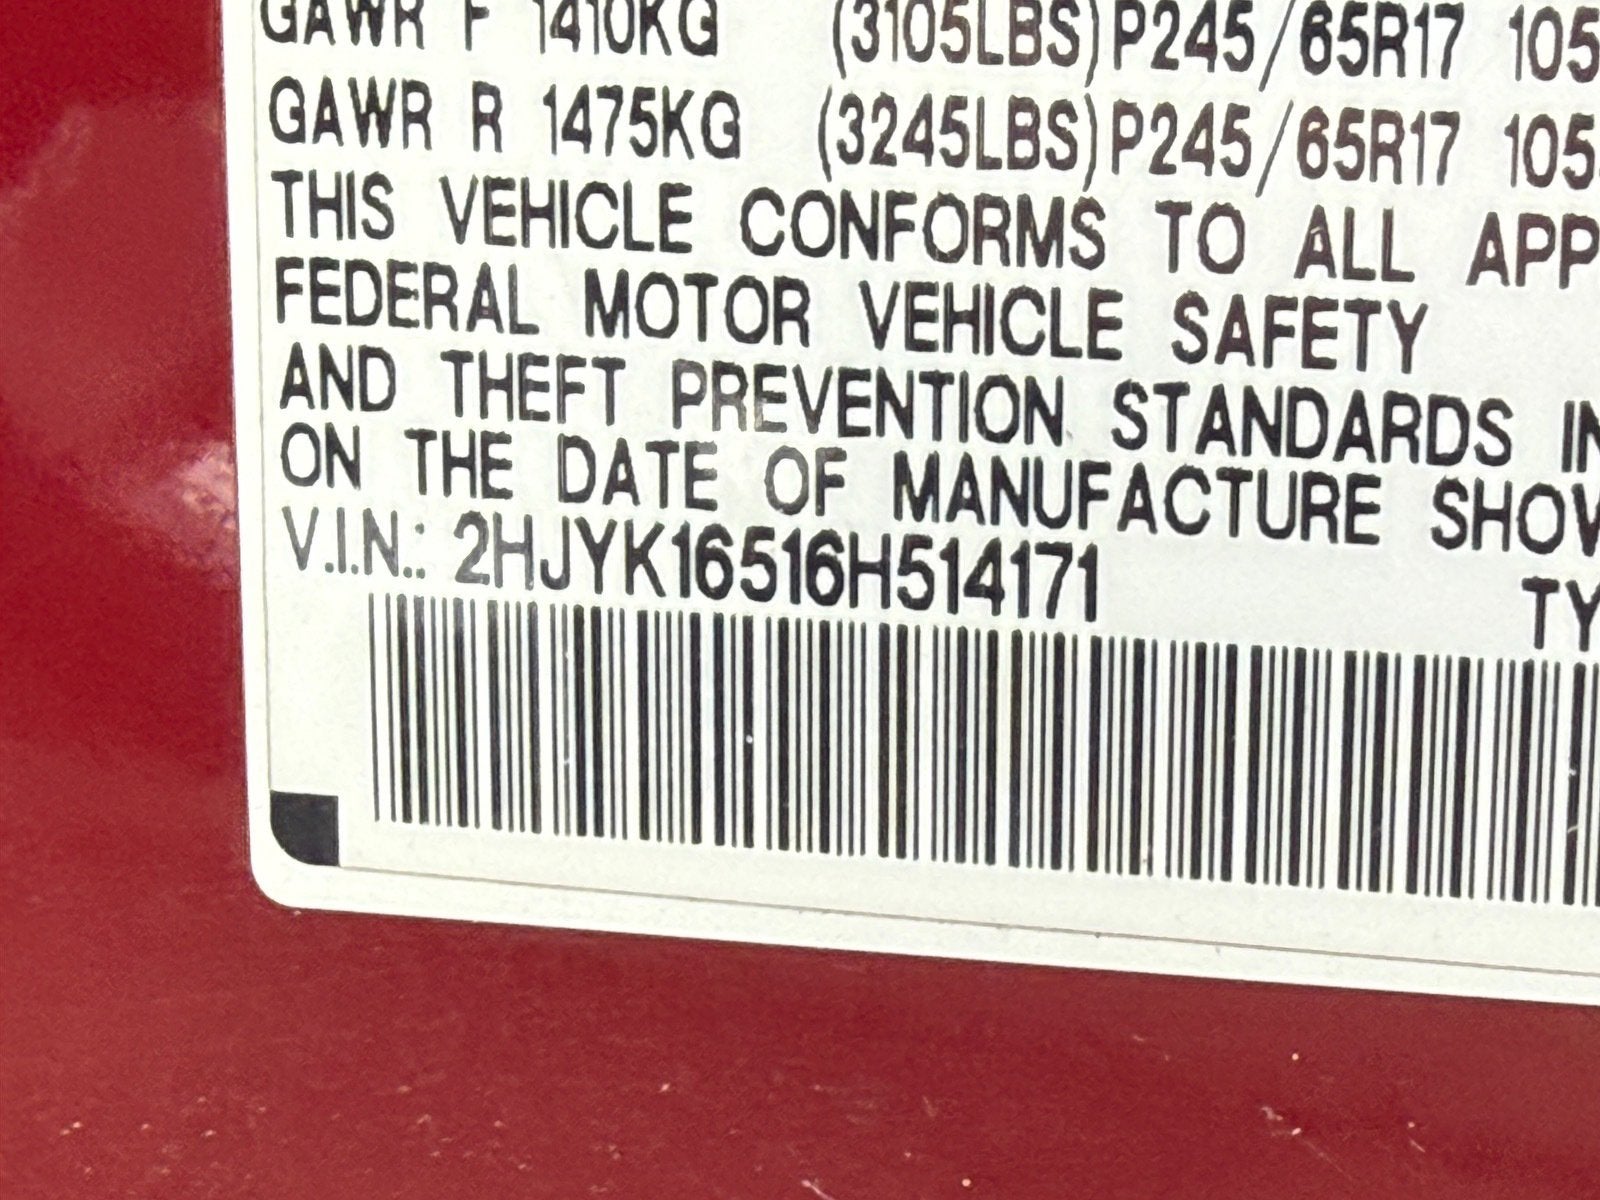 GAWR F 1410KG (3105LBS) P245/65R17 105
GAWR R 1475KG (3245LBS) P245/65R17 105
THIS VEHICLE CONFORMS TO ALL APP
FEDERAL MOTOR VEHICLE SAFETY
AND THEFT PREVENTION STANDARDS IN
ON THE DATE OF MANUFACTURE SHOW
V.I.N.: 2HJYK16516H514171 TY